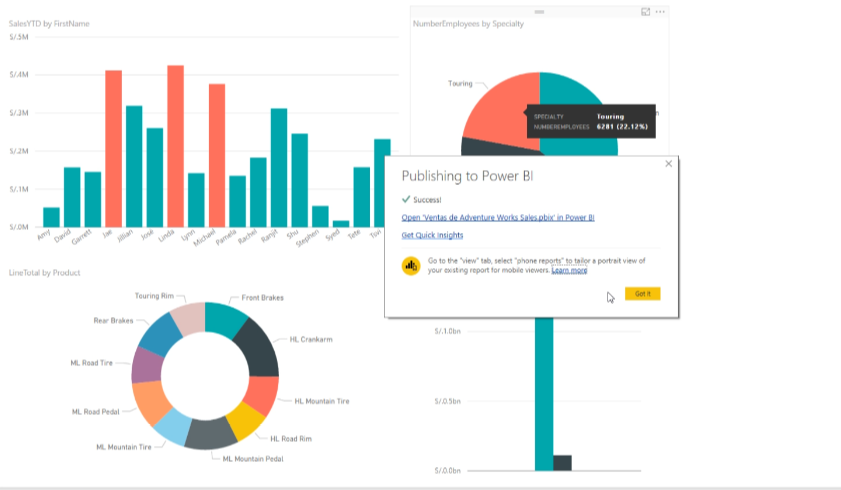 SalesYTD by FirstName
S/.5M
S/.4M
S/.3M
S/.2M
S/.1M
S/.0M
Amy
David
Garrett
Jae
Jillian
José
Linda
Lynn
Michael
Pamela
Rachel
Ranjit
Shu
Stephen
Syed
Tete
Tsvi
NumberEmployees by Specialty
Touring
SPECIALTY Touring
NUMBEREMPLOYEES 6281 (22.12%)
Publishing to Power BI
Success!
Open 'Ventas de Adventure Works Sales.pbix' in Power BI
Get Quick Insights
Go to the "view" tab, select "phone reports" to tailor a portrait view of
your existing report for mobile viewers. Learn more
Got it
LineTotal by Product
Touring Rim
Front Brakes
Rear Brakes
HL Crankarm
ML Road Tire
HL Mountain Tire
ML Road Pedal
HL Road Rim
ML Mountain Tire
ML Mountain Pedal
S/.1.0bn
S/.0.5bn
S/.0.0bn